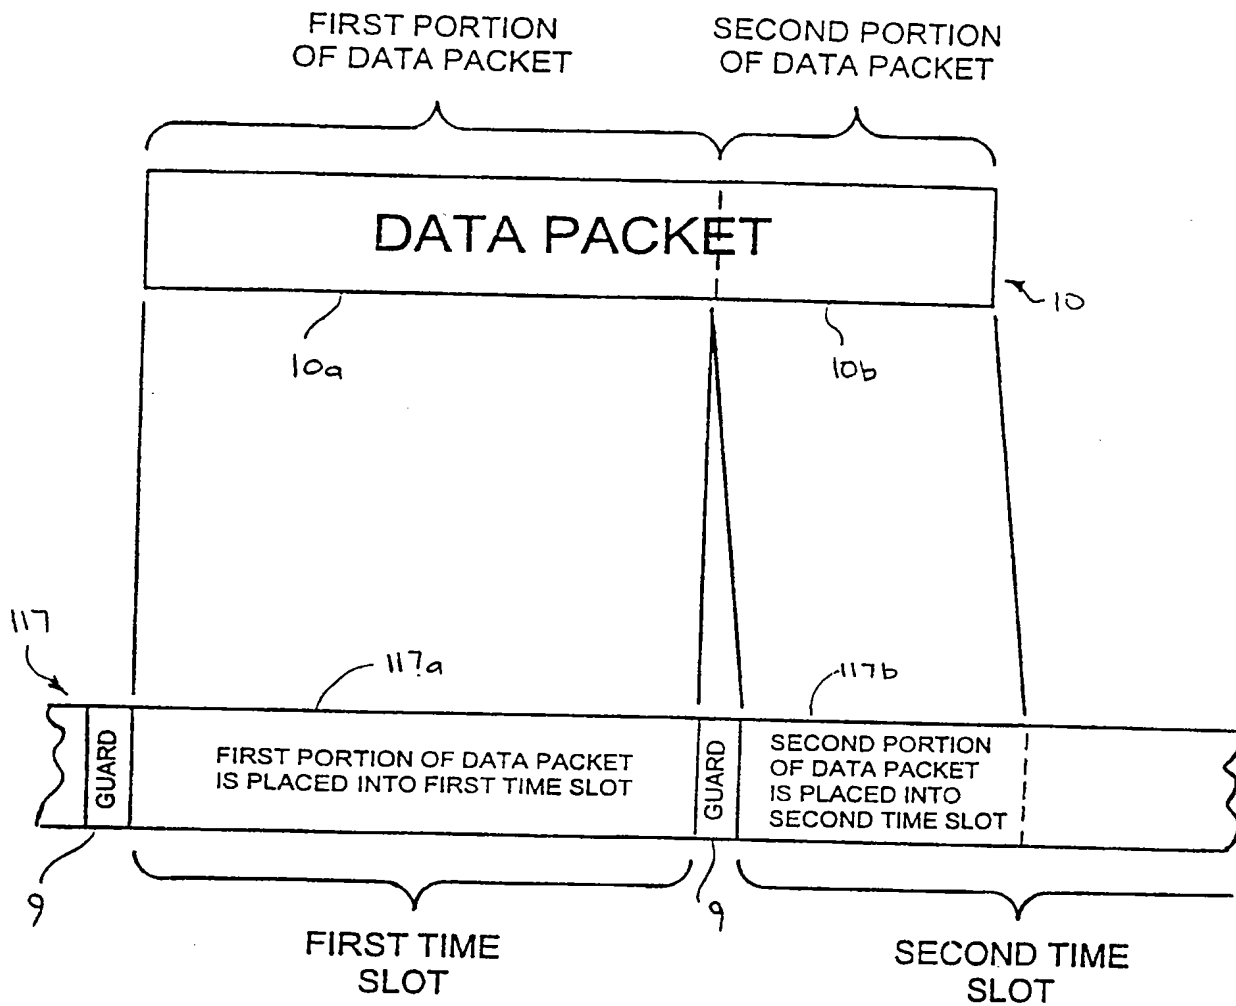 FIRST PORTION
OF DATA PACKET
SECOND PORTION
OF DATA PACKET
DATA PACKET
10
10a
10b
117
117a
117b
GUARD
FIRST PORTION OF DATA PACKET
IS PLACED INTO FIRST TIME SLOT
GUARD
SECOND PORTION
OF DATA PACKET
IS PLACED INTO
SECOND TIME SLOT
9
9
FIRST TIME
SLOT
SECOND TIME
SLOT